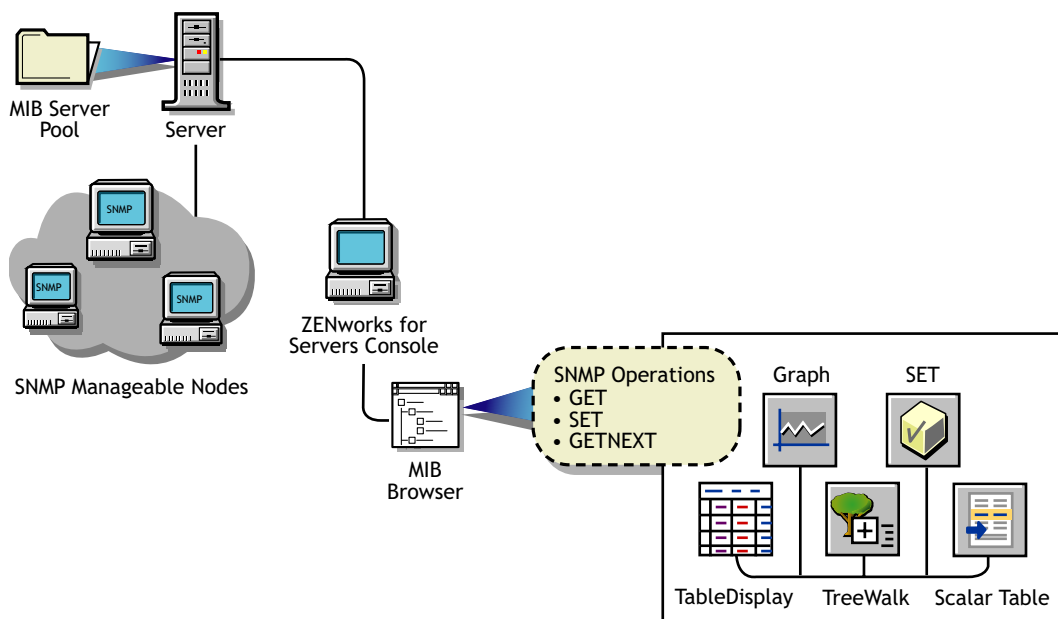 MIB Server
Pool
Server
SNMP
SNMP
SNMP
SNMP Manageable Nodes
ZENworks for
Servers Console
MIB
Browser
SNMP Operations
• GET
• SET
• GETNEXT
Graph
SET
TableDisplay
TreeWalk
Scalar Table